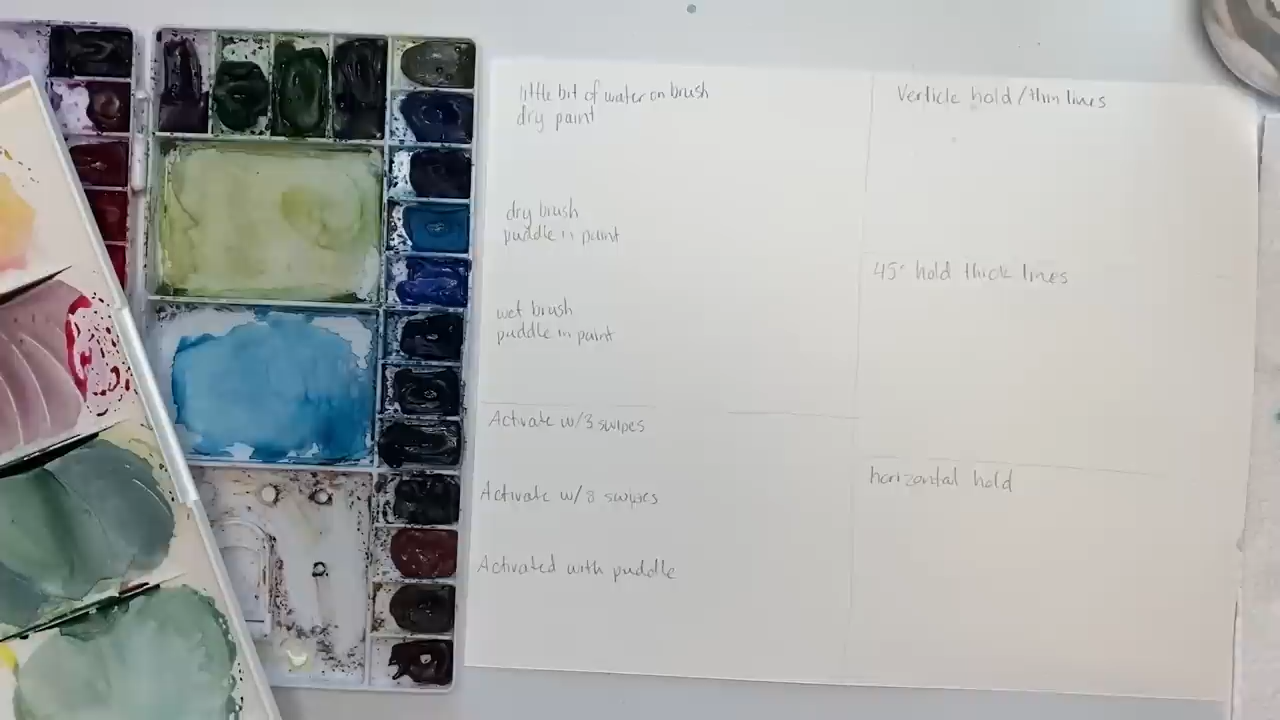 little bit of water on brush
dry paint
dry brush
puddle in paint
wet brush
puddle in paint
Activate w/3 swipes
Activate w/ 8 swipes
Activated with puddle
Verticle hold/thin lines
45° hold thick lines
horizontal hold